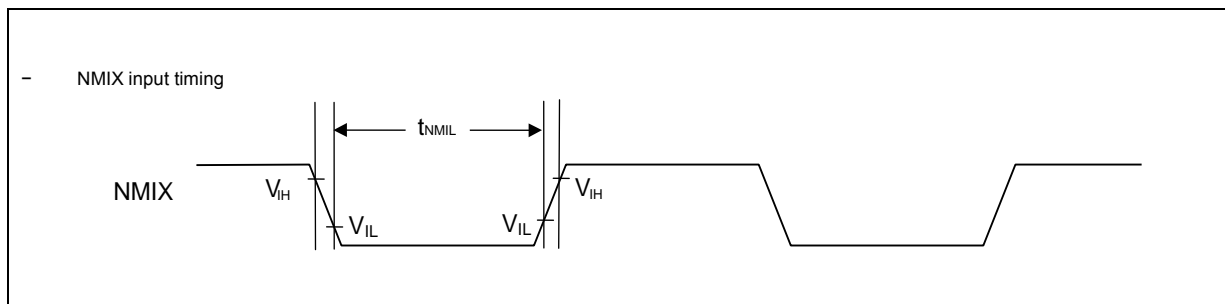 – NMIX input timing
tNMIL
NMIX
VIH
VIL
VIL
VIH